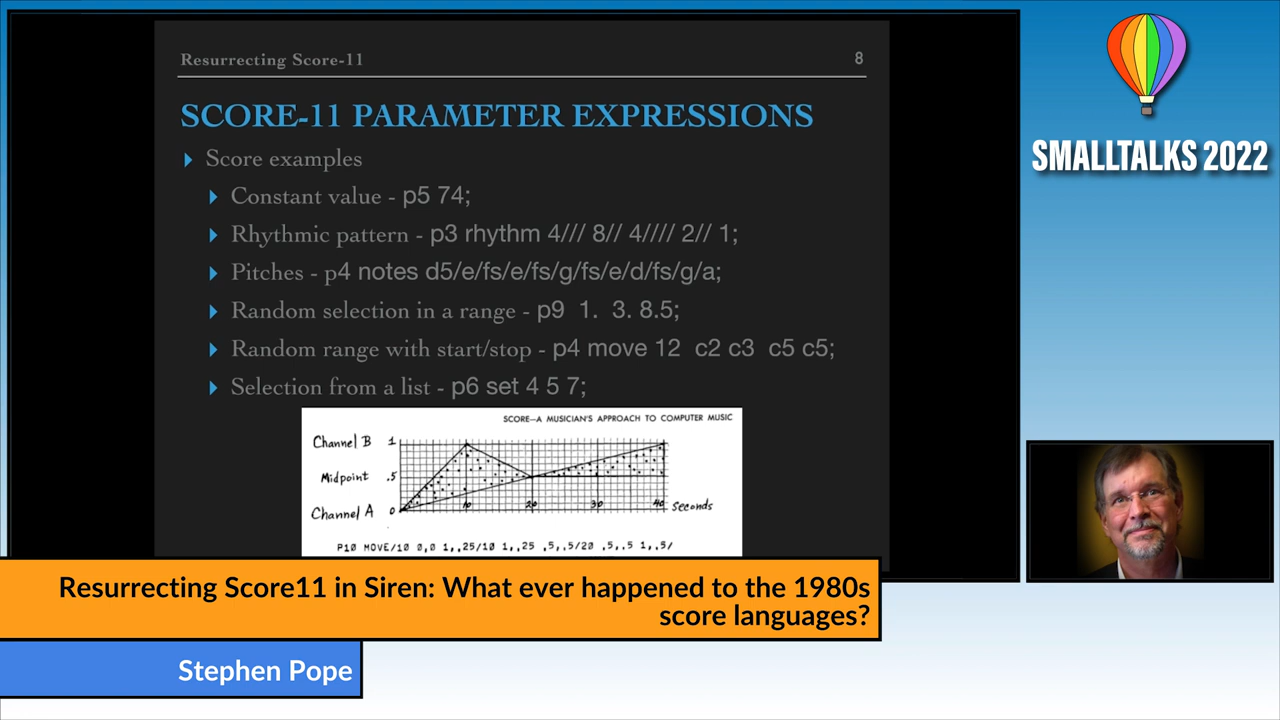 Resurrecting Score-11 8
SCORE-11 PARAMETER EXPRESSIONS
Score examples
Constant value - p5 74;
Rhythmic pattern - p3 rhythm 4/// 8// 4//// 2// 1;
Pitches - p4 notes d5/e/fs/e/fs/g/fs/e/d/fs/g/a;
Random selection in a range - p9 1. 3. 8.5;
Random range with start/stop - p4 move 12 c2 c3 c5 c5;
Selection from a list - p6 set 4 5 7;
SCORE—A MUSICIAN'S APPROACH TO COMPUTER MUSIC
Channel B 1
Midpoint .5
Channel A 0
10 20 30 40 seconds
P10 MOVE/10 0,0 1,,25/10 1,,25 .5,.5/20 .5,.5 1,.5/
SMALLTALKS 2022
Resurrecting Score11 in Siren: What ever happened to the 1980s
score languages?
Stephen Pope